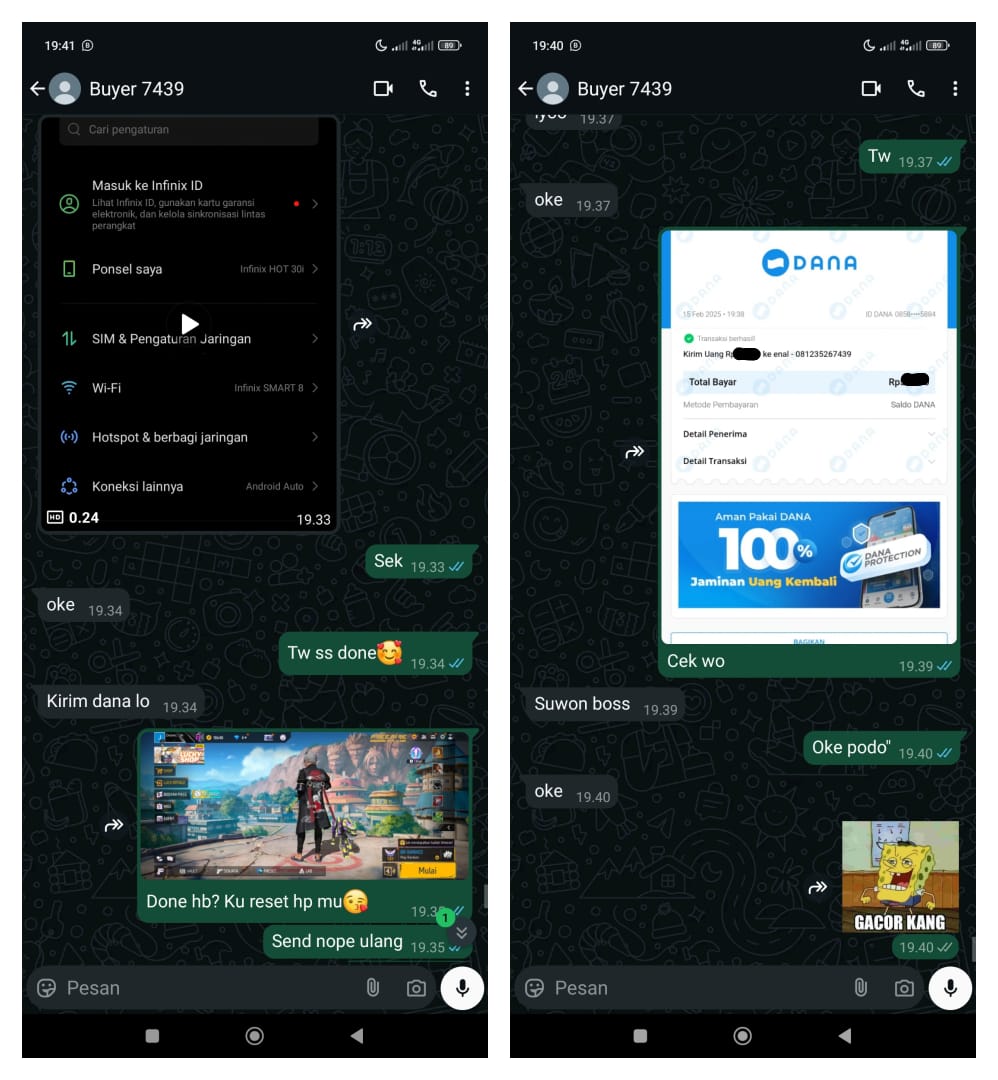 19:41
4G
89
Buyer 7439
Cari pengaturan
Masuk ke Infinix ID
Lihat Infinix ID, gunakan kartu garansi
elektronik, dan kelola sinkronisasi lintas
perangkat
Ponsel saya
Infinix HOT 30i
SIM & Pengaturan Jaringan
Wi-Fi
Infinix SMART 8
Hotspot & berbagi jaringan
Koneksi lainnya
Android Auto
HD 0.24
19.33
Sek 19.33
oke 19.34
Tw ss done🥰 19.34
Kirim dana lo 19.34
Mulai
Done hb? Ku reset hp mu😘
1
Send nope ulang 19.35
Pesan
19:40
4G
89
Buyer 7439
19.37
Tw 19.37
oke 19.37
DANA
15 Feb 2025 • 19:38
ID DANA 0858••••5884
Transaksi berhasil!
Kirim Uang Rp ke enal - 081235267439
Total Bayar
Rp
Metode Pembayaran
Saldo DANA
Detail Penerima
Detail Transaksi
Aman Pakai DANA
100%
Jaminan Uang Kembali
DANA
PROTECTION
BAGIKAN
Cek wo 19.39
Suwon boss 19.39
Oke podo" 19.40
oke 19.40
GACOR KANG
19.40
Pesan